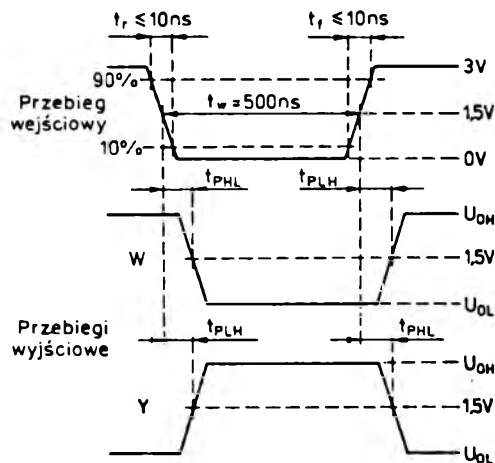 tr ≤ 10ns
tf ≤ 10ns
3V
90%
Przebieg
wejściowy
tw = 500ns
1,5V
10%
0V
tPHL
tPLH
UOH
W
1,5V
UOL
Przebiegi
wyjściowe
tPLH
tPHL
UOH
Y
1,5V
UOL